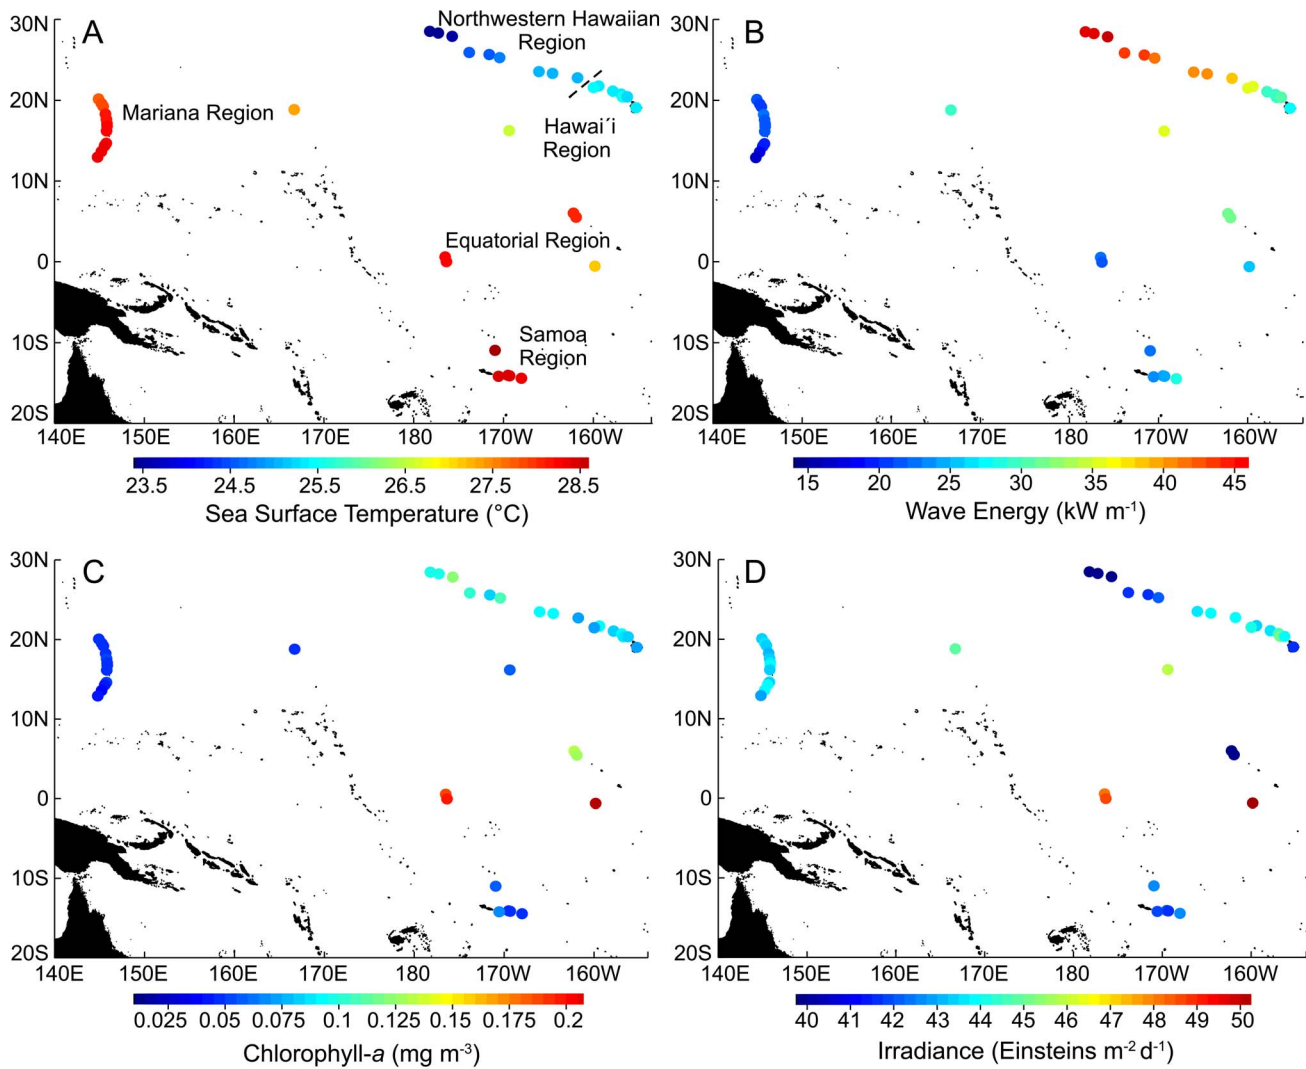 A
30N
20N
10N
0
10S
20S
140E 150E 160E 170E 180 170W 160W
Northwestern Hawaiian
Region
Mariana Region
Hawai´i
Region
Equatorial Region
Samoa
Region
23.5 24.5 25.5 26.5 27.5 28.5
Sea Surface Temperature (°C)
B
30N
20N
10N
0
10S
20S
140E 150E 160E 170E 180 170W 160W
15 20 25 30 35 40 45
Wave Energy (kW m⁻¹)
C
30N
20N
10N
0
10S
20S
140E 150E 160E 170E 180 170W 160W
0.025 0.05 0.075 0.1 0.125 0.15 0.175 0.2
Chlorophyll-a (mg m⁻³)
D
30N
20N
10N
0
10S
20S
140E 150E 160E 170E 180 170W 160W
40 41 42 43 44 45 46 47 48 49 50
Irradiance (Einsteins m⁻² d⁻¹)